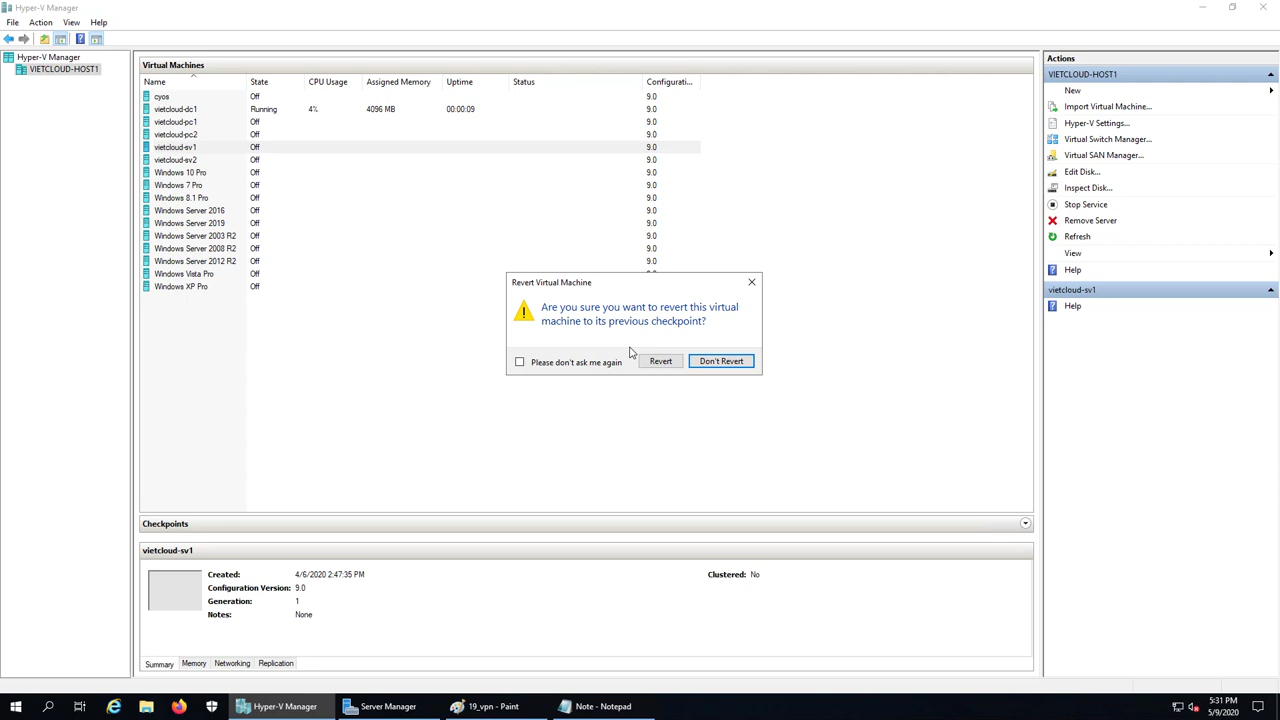 Hyper-V Manager
File Action View Help
Hyper-V Manager
VIETCLOUD-HOST1
Virtual Machines
Name State CPU Usage Assigned Memory Uptime Status Configurati...
cyos Off 9.0
vietcloud-dc1 Running 4% 4096 MB 00:00:09 9.0
vietcloud-pc1 Off 9.0
vietcloud-pc2 Off 9.0
vietcloud-sv1 Off 9.0
vietcloud-sv2 Off 9.0
Windows 10 Pro Off 9.0
Windows 7 Pro Off 9.0
Windows 8.1 Pro Off 9.0
Windows Server 2016 Off 9.0
Windows Server 2019 Off 9.0
Windows Server 2003 R2 Off 9.0
Windows Server 2008 R2 Off 9.0
Windows Server 2012 R2 Off 9.0
Windows Vista Pro Off
Windows XP Pro Off
Revert Virtual Machine
Are you sure you want to revert this virtual
machine to its previous checkpoint?
Please don't ask me again Revert Don't Revert
Checkpoints
vietcloud-sv1
Created: 4/6/2020 2:47:35 PM Clustered: No
Configuration Version: 9.0
Generation: 1
Notes: None
Summary Memory Networking Replication
Actions
VIETCLOUD-HOST1
New
Import Virtual Machine...
Hyper-V Settings...
Virtual Switch Manager...
Virtual SAN Manager...
Edit Disk...
Inspect Disk...
Stop Service
Remove Server
Refresh
View
Help
vietcloud-sv1
Help
Hyper-V Manager Server Manager 19_vpn - Paint Note - Notepad
5:31 PM
5/9/2020